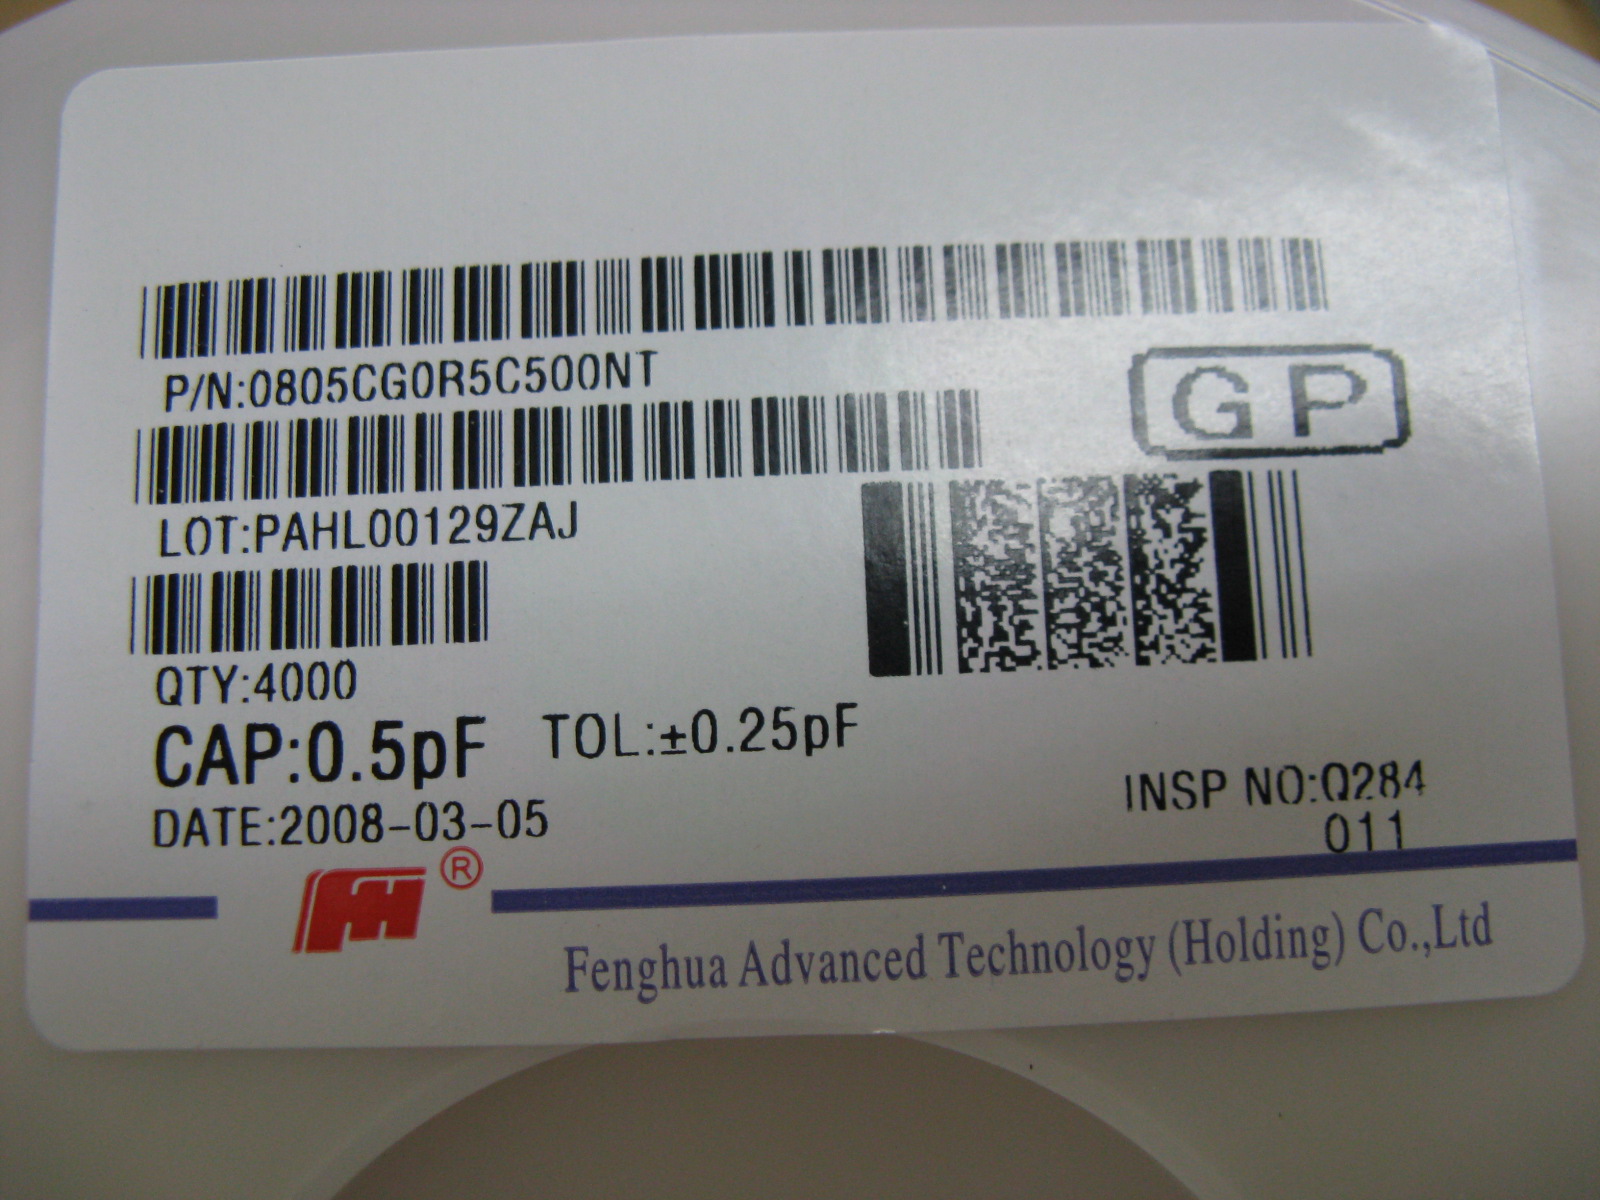 P/N:0805CG0R5C500NT
GP
LOT:PAHL00129ZAJ
QTY:4000
CAP:0.5pF TOL:±0.25pF
DATE:2008-03-05
INSP NO:Q284
011
FH®
Fenghua Advanced Technology (Holding) Co.,Ltd